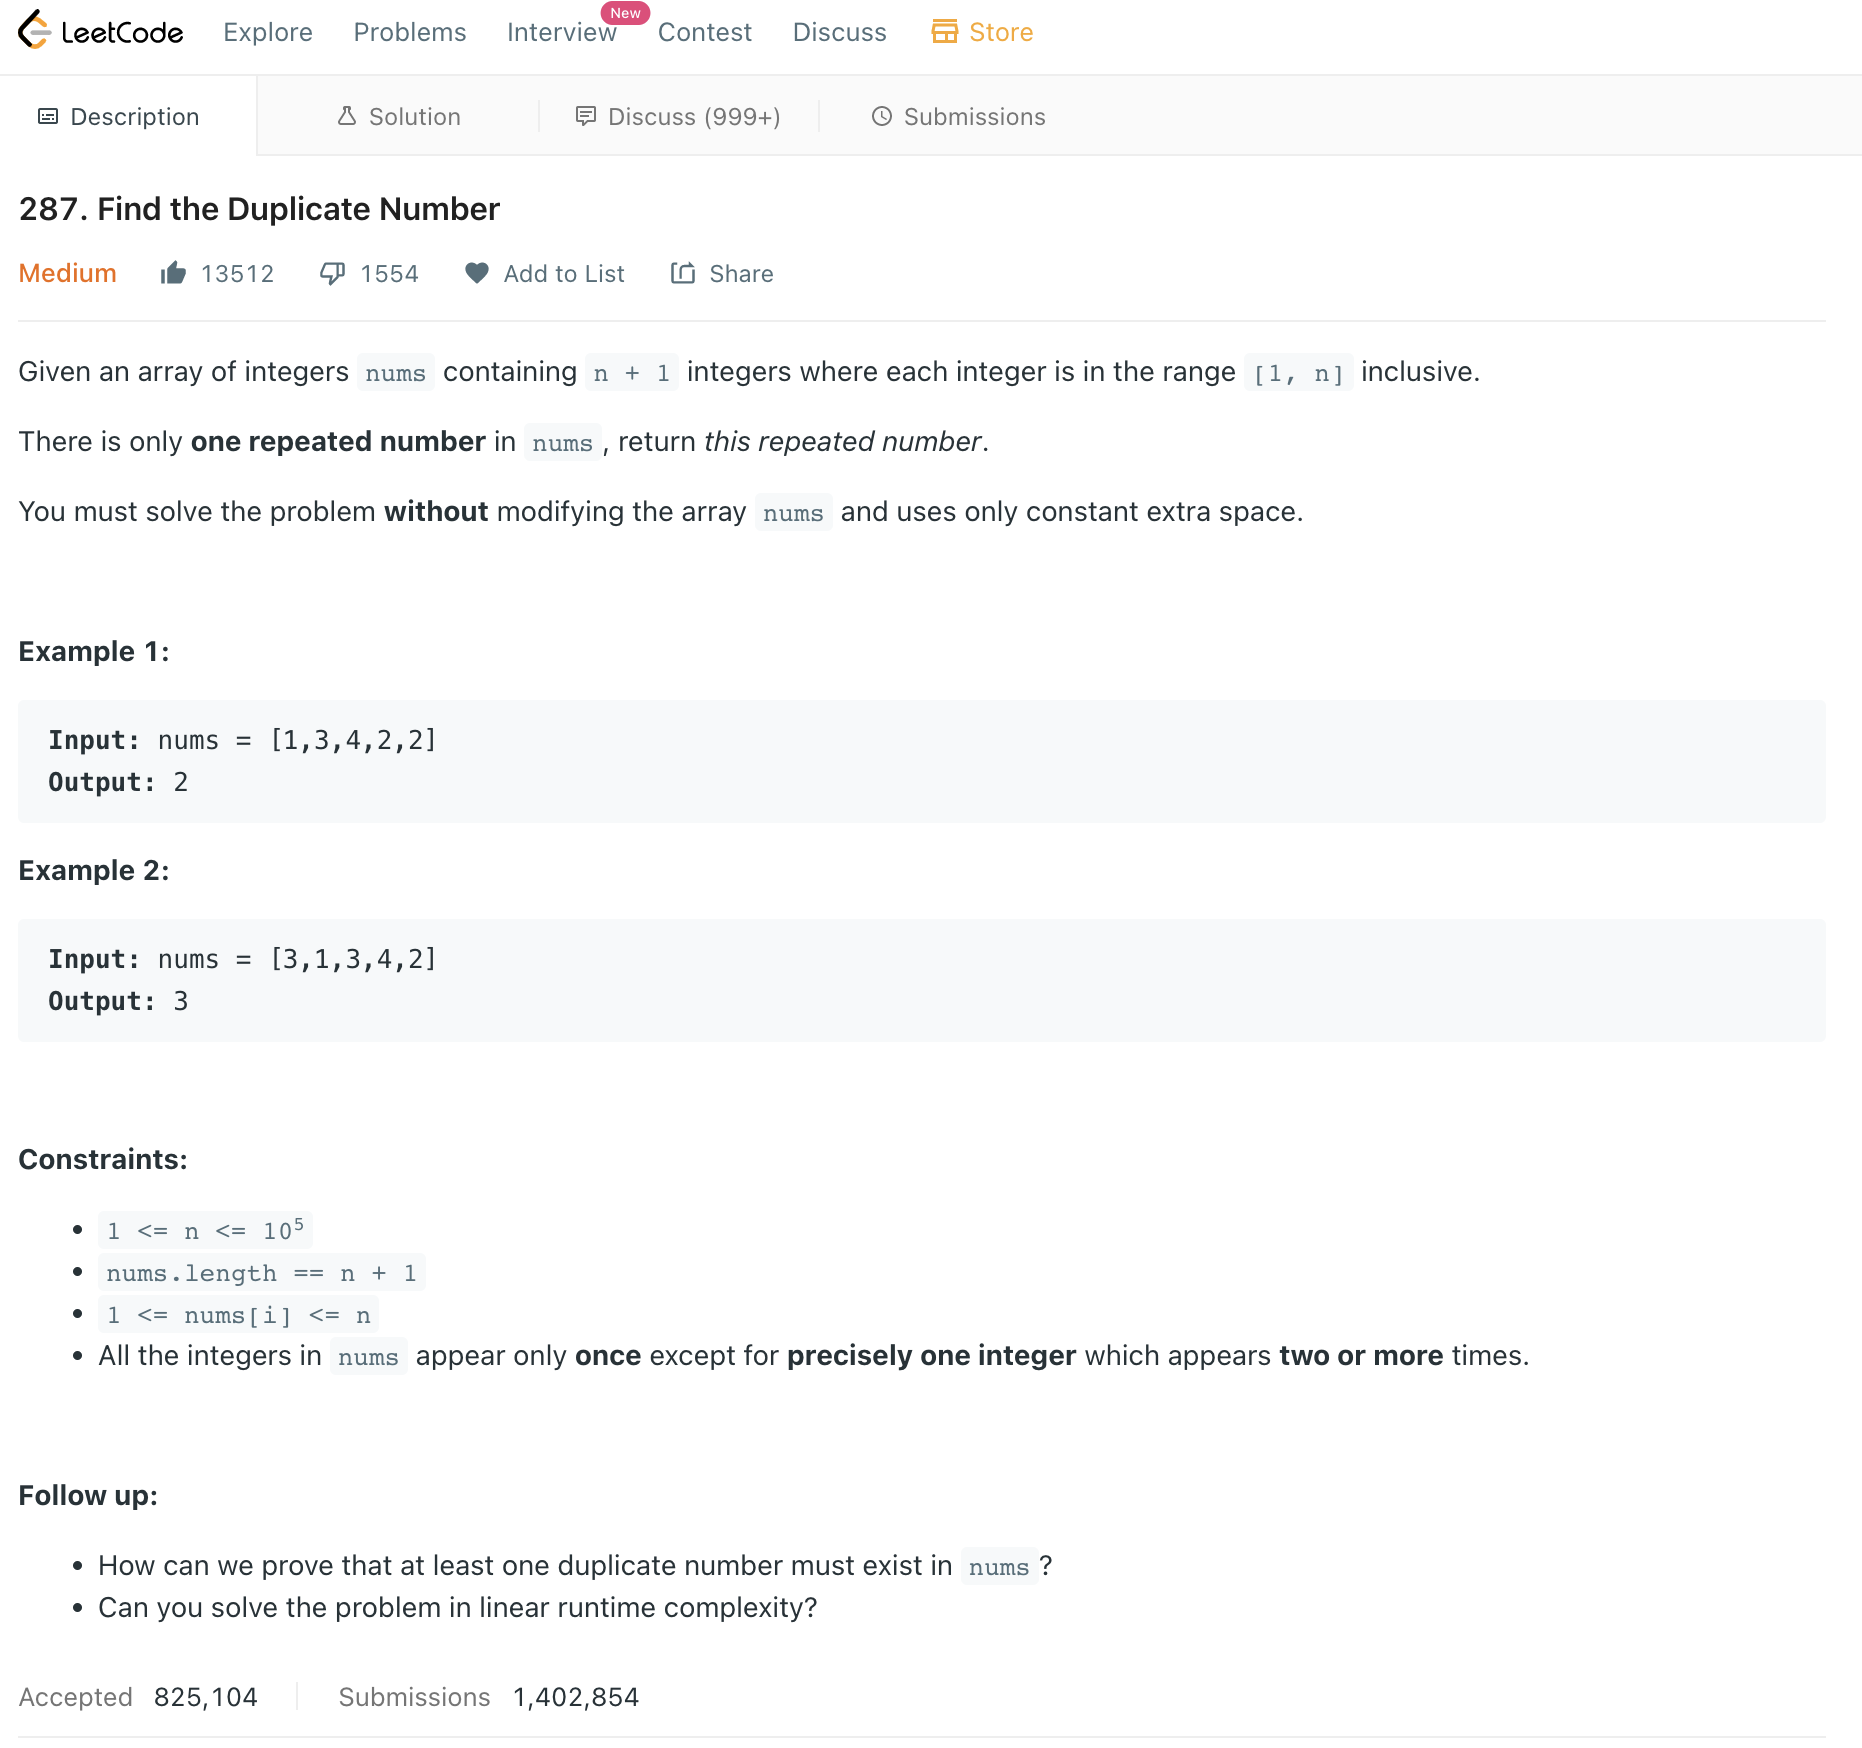 LeetCode Explore Problems Interview New Contest Discuss Store
Description Solution Discuss (999+) Submissions
287. Find the Duplicate Number
Medium 13512 1554 Add to List Share
Given an array of integers nums containing n + 1 integers where each integer is in the range [1, n] inclusive.
There is only one repeated number in nums, return this repeated number.
You must solve the problem without modifying the array nums and uses only constant extra space.
Example 1:
Input: nums = [1,3,4,2,2]
Output: 2
Example 2:
Input: nums = [3,1,3,4,2]
Output: 3
Constraints:
• 1 <= n <= 10⁵
• nums.length == n + 1
• 1 <= nums[i] <= n
• All the integers in nums appear only once except for precisely one integer which appears two or more times.
Follow up:
• How can we prove that at least one duplicate number must exist in nums?
• Can you solve the problem in linear runtime complexity?
Accepted 825,104 Submissions 1,402,854